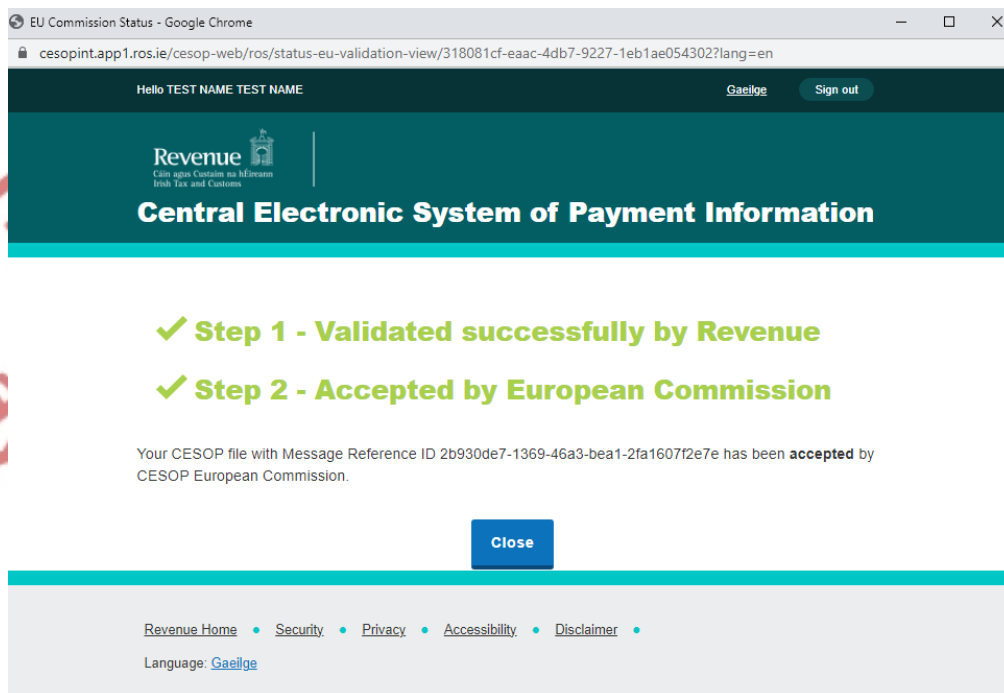 EU Commission Status - Google Chrome
cesopint.app1.ros.ie/cesop-web/ros/status-eu-validation-view/318081cf-eaac-4db7-9227-1eb1ae054302?lang=en
Hello TEST NAME TEST NAME Gaeilge Sign out
Revenue
Cáin agus Custaim na hÉireann
Irish Tax and Customs
Central Electronic System of Payment Information
Step 1 - Validated successfully by Revenue
Step 2 - Accepted by European Commission
Your CESOP file with Message Reference ID 2b930de7-1369-46a3-bea1-2fa1607f2e7e has been accepted by
CESOP European Commission.
Close
Revenue Home • Security • Privacy • Accessibility • Disclaimer •
Language: Gaeilge